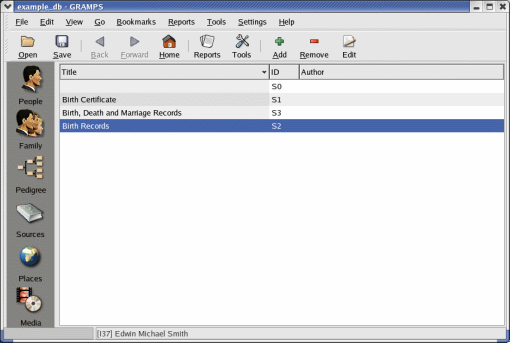 example_db - GRAMPS
File Edit View Go Bookmarks Reports Tools Settings Help
Open Save Back Forward Home Reports Tools Add Remove Edit
Title ID Author
S0
Birth Certificate S1
Birth, Death and Marriage Records S3
Birth Records S2
People
Family
Pedigree
Sources
Places
Media
[I37] Edwin Michael Smith